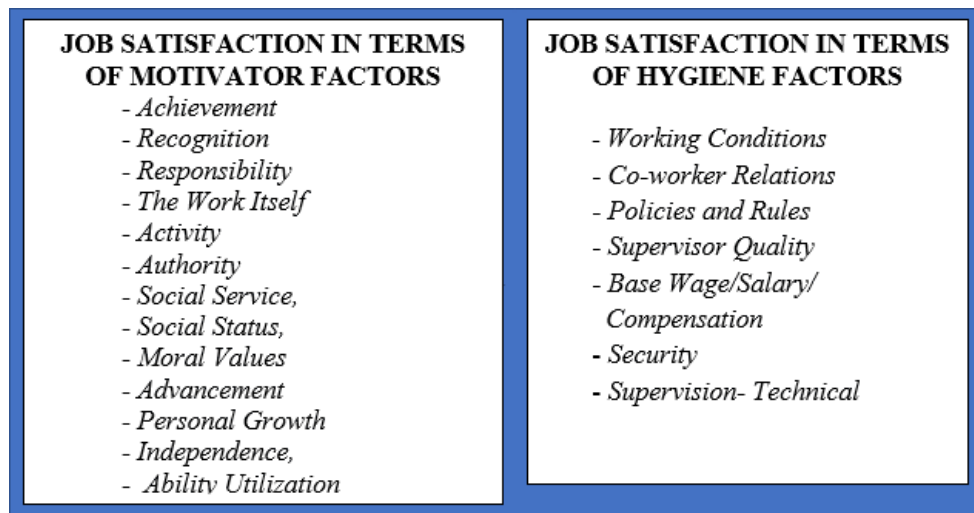 JOB SATISFACTION IN TERMS
OF MOTIVATOR FACTORS
- Achievement
- Recognition
- Responsibility
- The Work Itself
- Activity
- Authority
- Social Service,
- Social Status,
- Moral Values
- Advancement
- Personal Growth
- Independence,
- Ability Utilization
JOB SATISFACTION IN TERMS
OF HYGIENE FACTORS
- Working Conditions
- Co-worker Relations
- Policies and Rules
- Supervisor Quality
- Base Wage/Salary/
Compensation
- Security
- Supervision- Technical